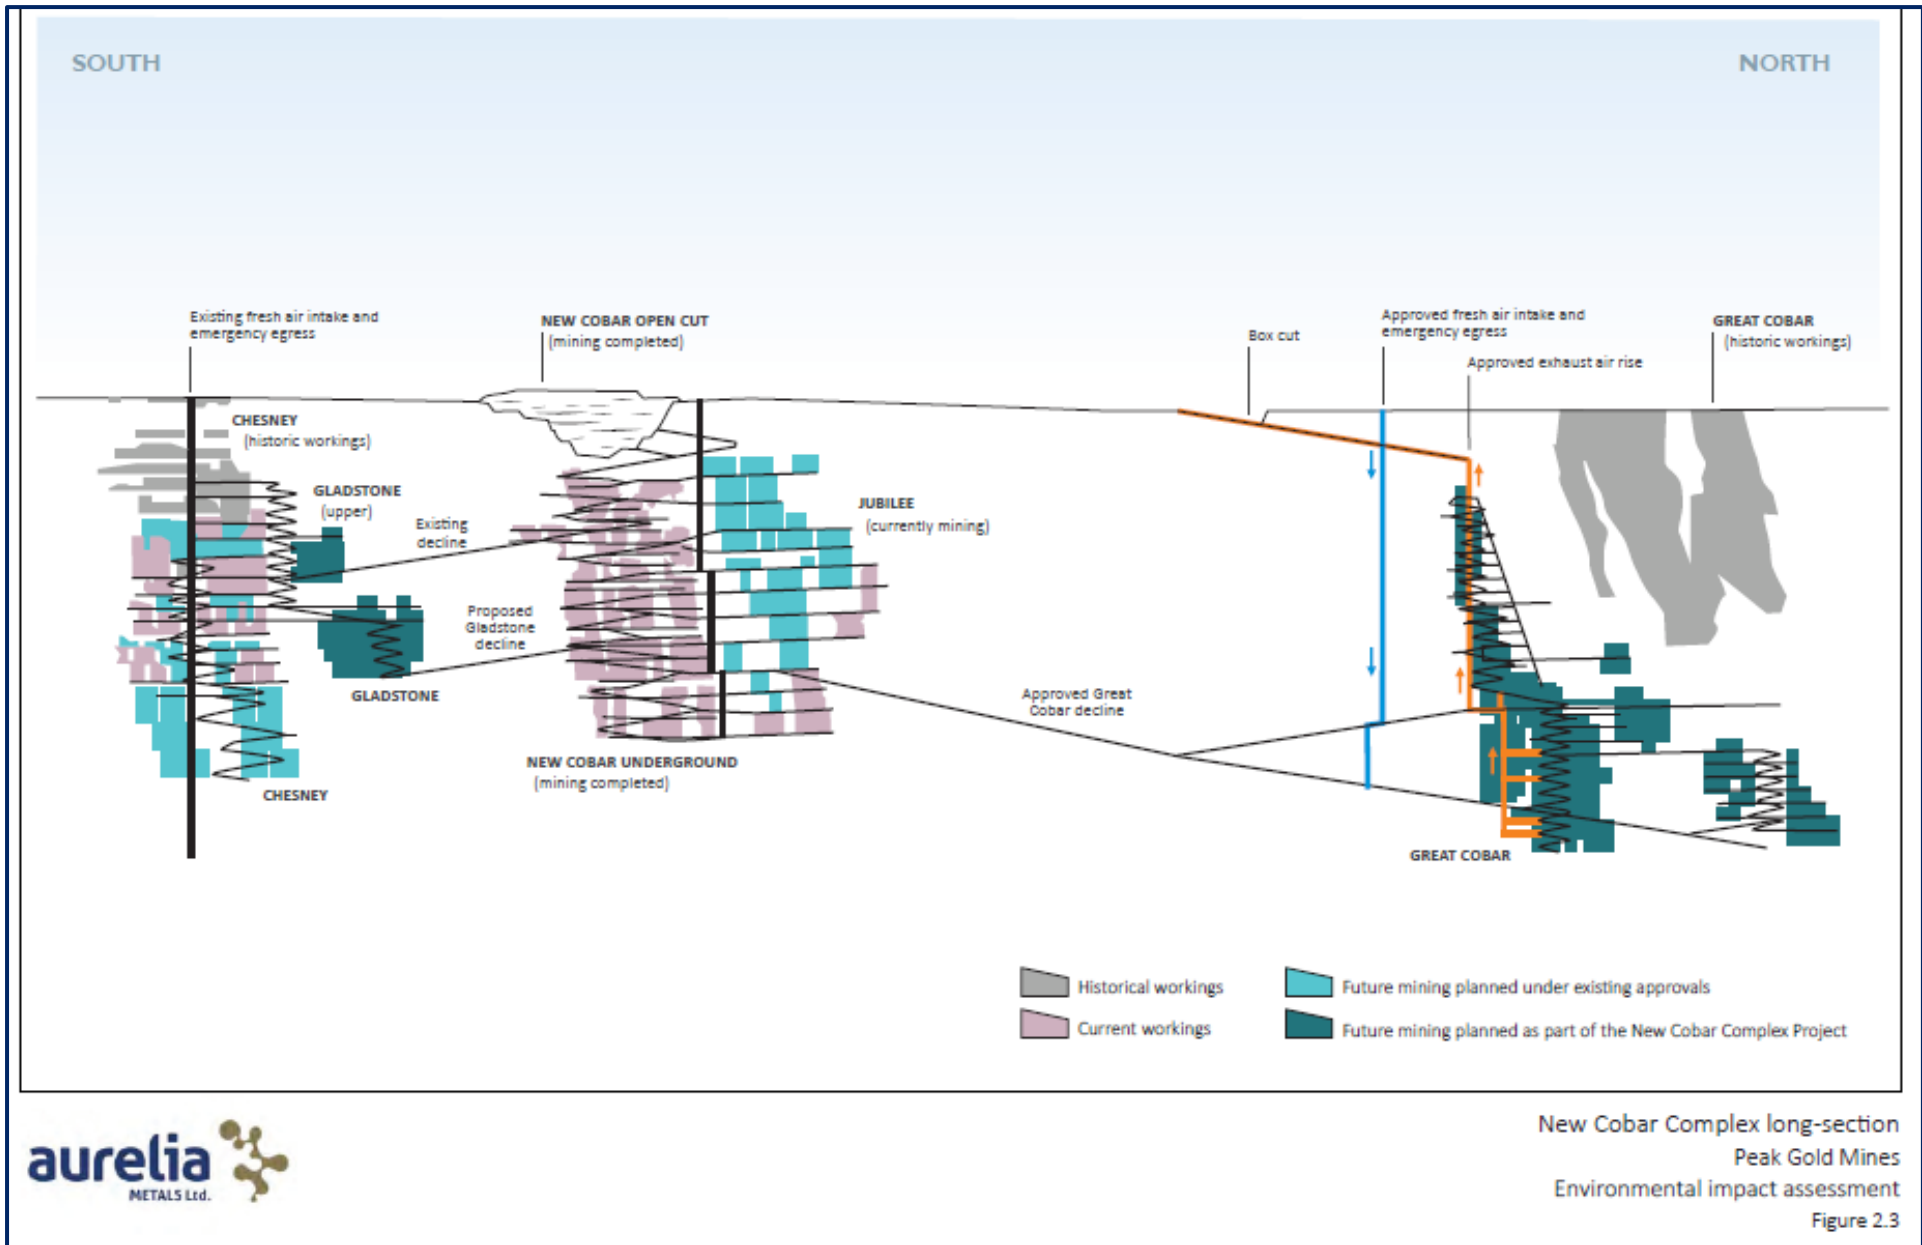 SOUTH
NORTH
Existing fresh air intake and
emergency egress
NEW COBAR OPEN CUT
(mining completed)
Box cut
Approved fresh air intake and
emergency egress
Approved exhaust air rise
GREAT COBAR
(historic workings)
CHESNEY
(historic workings)
GLADSTONE
(upper)
Existing
decline
JUBILEE
(currently mining)
Proposed
Gladstone
decline
GLADSTONE
Approved Great
Cobar decline
NEW COBAR UNDERGROUND
(mining completed)
CHESNEY
GREAT COBAR
Historical workings
Future mining planned under existing approvals
Current workings
Future mining planned as part of the New Cobar Complex Project
aurelia
METALS Ltd.
New Cobar Complex long-section
Peak Gold Mines
Environmental impact assessment
Figure 2.3